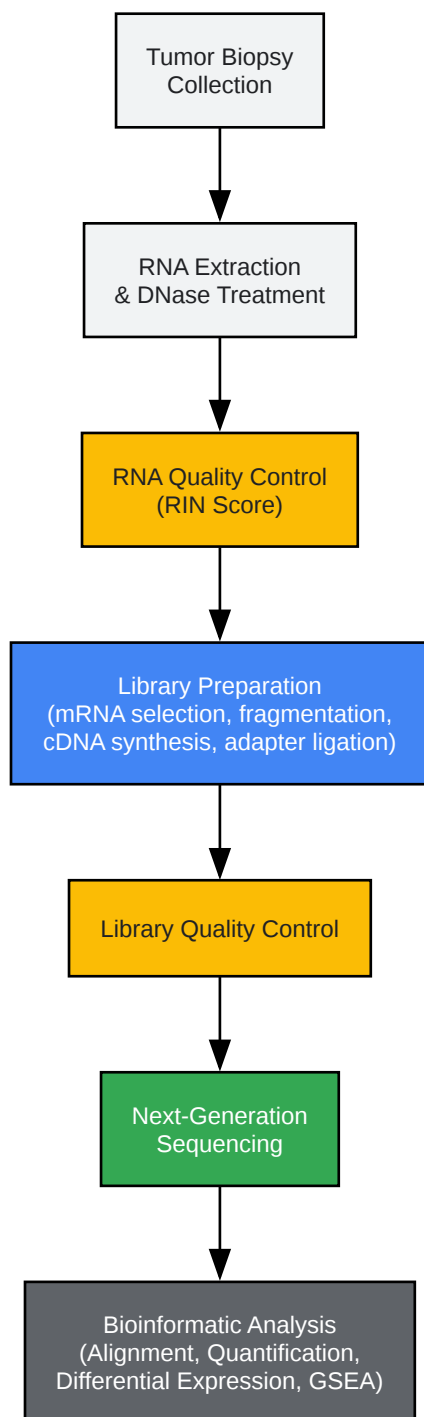 Tumor Biopsy
Collection
RNA Extraction
& DNase Treatment
RNA Quality Control
(RIN Score)
Library Preparation
(mRNA selection, fragmentation,
cDNA synthesis, adapter ligation)
Library Quality Control
Next-Generation
Sequencing
Bioinformatic Analysis
(Alignment, Quantification,
Differential Expression, GSEA)